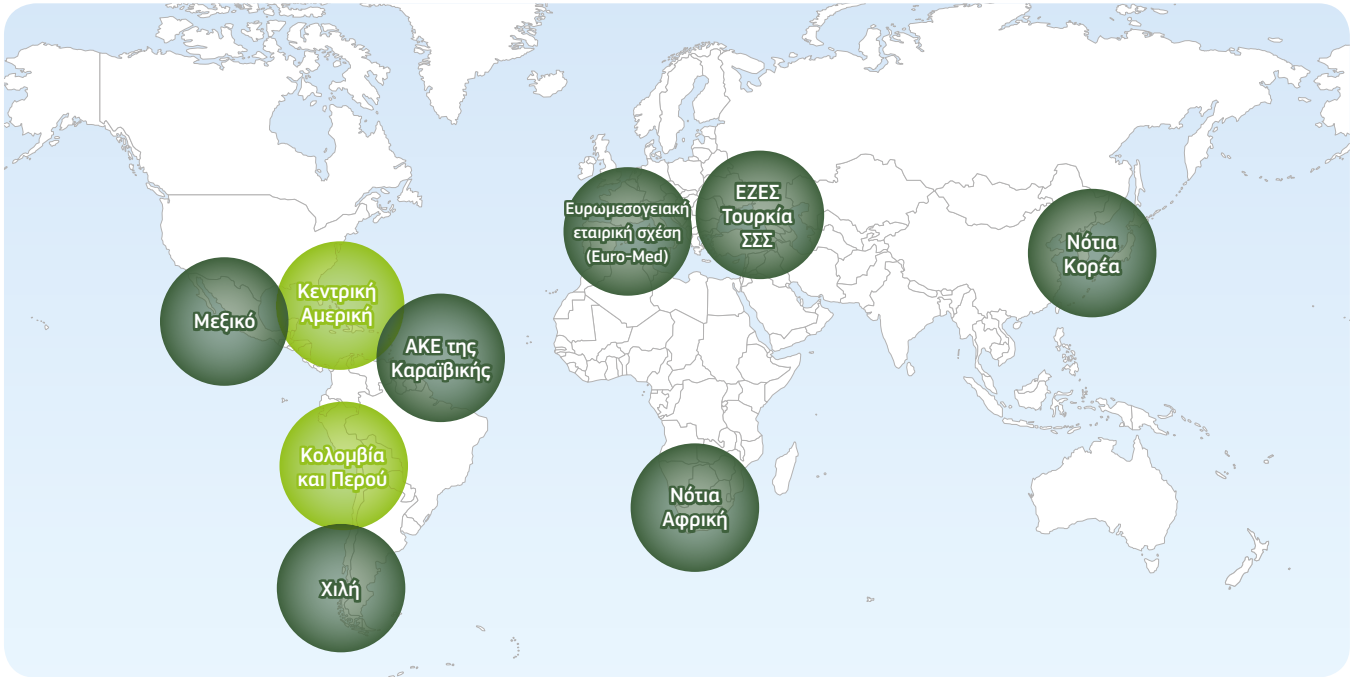 Ευρωμεσογειακή
εταιρική σχέση
(Euro-Med)
ΕΖΕΣ
Τουρκία
ΣΣΣ
Νότια
Κορέα
Κεντρική
Αμερική
Μεξικό
ΑΚΕ της
Καραϊβικής
Κολομβία
και Περού
Νότια
Αφρική
Χιλή